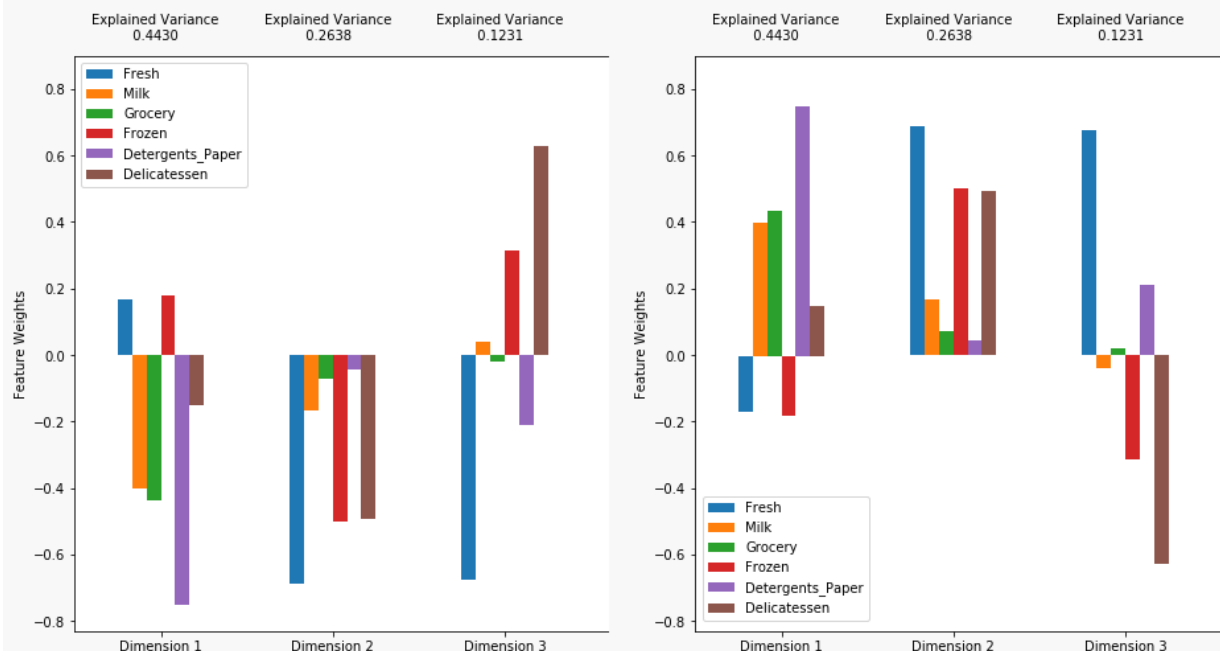 Explained Variance
0.4430
Explained Variance
0.2638
Explained Variance
0.1231
Feature Weights
0.8
0.6
0.4
0.2
0.0
−0.2
−0.4
−0.6
−0.8
Fresh
Milk
Grocery
Frozen
Detergents_Paper
Delicatessen
Dimension 1
Dimension 2
Dimension 3
Explained Variance
0.4430
Explained Variance
0.2638
Explained Variance
0.1231
Feature Weights
0.8
0.6
0.4
0.2
0.0
−0.2
−0.4
−0.6
−0.8
Fresh
Milk
Grocery
Frozen
Detergents_Paper
Delicatessen
Dimension 1
Dimension 2
Dimension 3